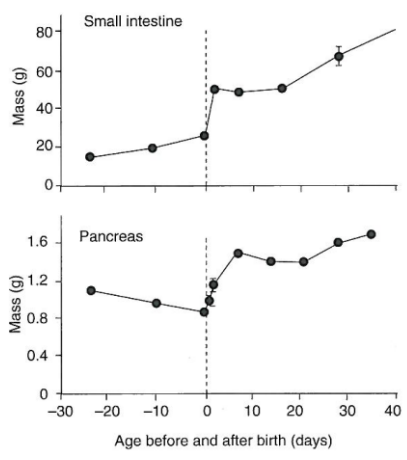 Small intestine
80
60
40
20
0
Mass (g)
Pancreas
1.6
1.2
0.8
0.4
0
Mass (g)
−30 −20 −10 0 10 20 30 40
Age before and after birth (days)